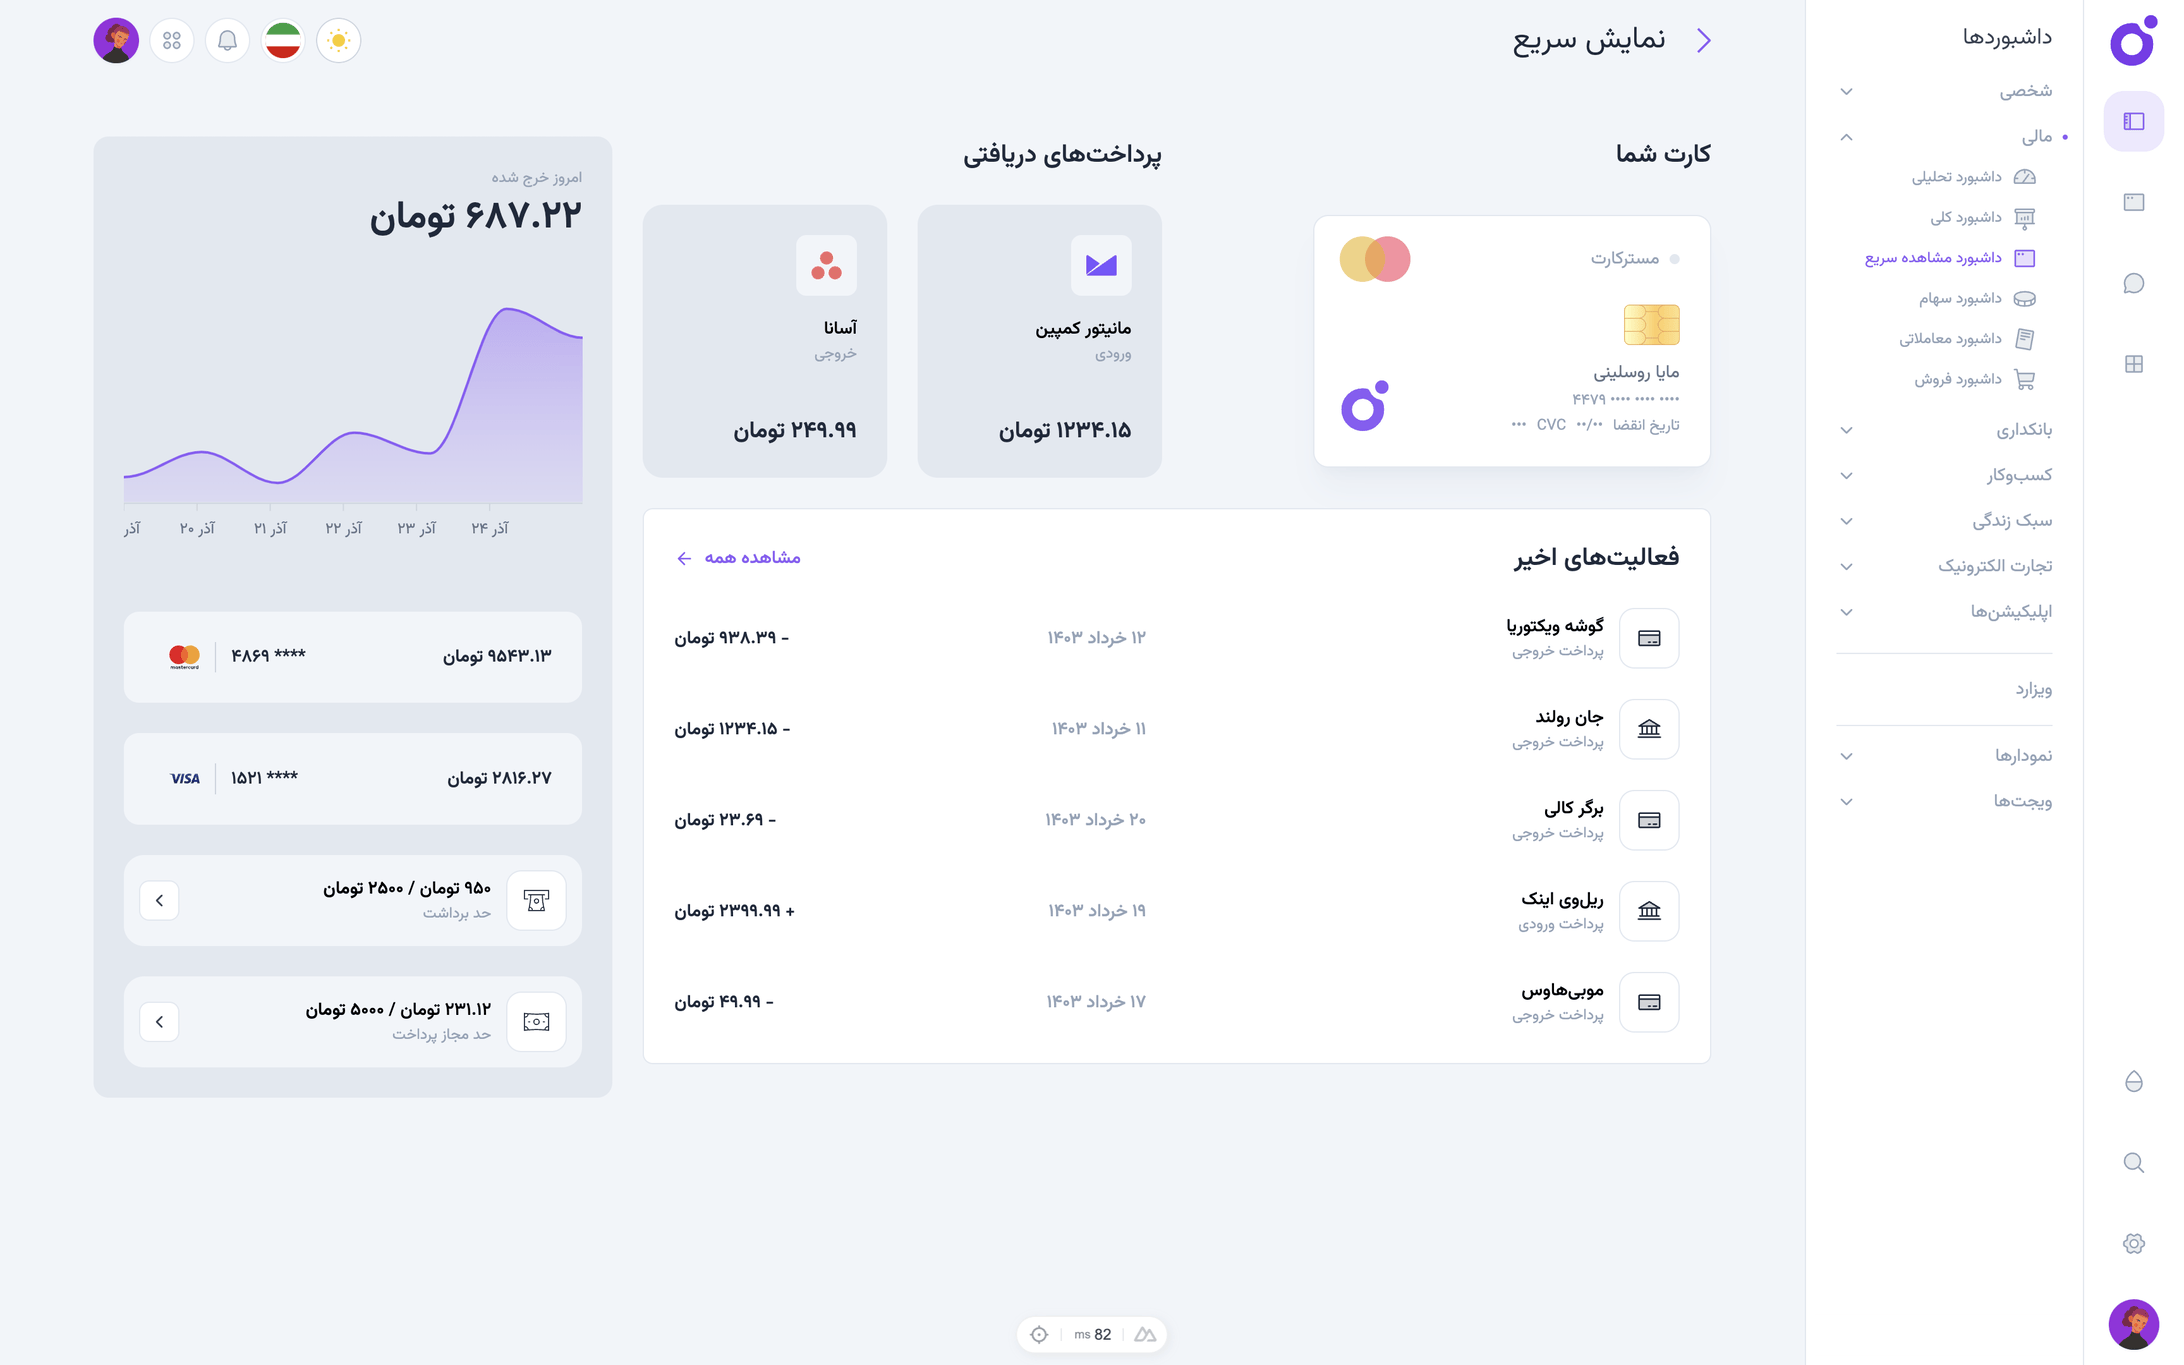 داشبوردها
شخصی
مالی
داشبورد تحلیلی
داشبورد کلی
داشبورد مشاهده سریع
داشبورد سهام
داشبورد معاملاتی
داشبورد فروش
بانکداری
کسب‌وکار
سبک زندگی
تجارت الکترونیک
اپلیکیشن‌ها
ویزارد
نمودارها
ویجت‌ها
نمایش سریع
کارت شما
مسترکارت
مایا روسلینی
•••• •••• •••• ۴۴۷۹
تاریخ انقضا ••/•• CVC •••
پرداخت‌های دریافتی
مانیتور کمپین
ورودی
۱۲۳۴.۱۵ تومان
آسانا
خروجی
۲۴۹.۹۹ تومان
فعالیت‌های اخیر
مشاهده همه
گوشه ویکتوریا
پرداخت خروجی
۱۲ خرداد ۱۴۰۳
- ۹۳۸.۳۹ تومان
جان رولند
پرداخت خروجی
۱۱ خرداد ۱۴۰۳
- ۱۲۳۴.۱۵ تومان
برگر کالی
پرداخت خروجی
۲۰ خرداد ۱۴۰۳
- ۲۳.۶۹ تومان
ریل‌وی اینک
پرداخت ورودی
۱۹ خرداد ۱۴۰۳
+ ۲۳۹۹.۹۹ تومان
موبی‌هاوس
پرداخت خروجی
۱۷ خرداد ۱۴۰۳
- ۴۹.۹۹ تومان
امروز خرج شده
۶۸۷.۲۲ تومان
آذر
۲۰ آذر
۲۱ آذر
۲۲ آذر
۲۳ آذر
۲۴ آذر
۹۵۴۳.۱۳ تومان
**** ۴۸۶۹
mastercard
۲۸۱۶.۲۷ تومان
**** ۱۵۲۱
VISA
۹۵۰ تومان / ۲۵۰۰ تومان
حد برداشت
۲۳۱.۱۲ تومان / ۵۰۰۰ تومان
حد مجاز پرداخت
82 ms